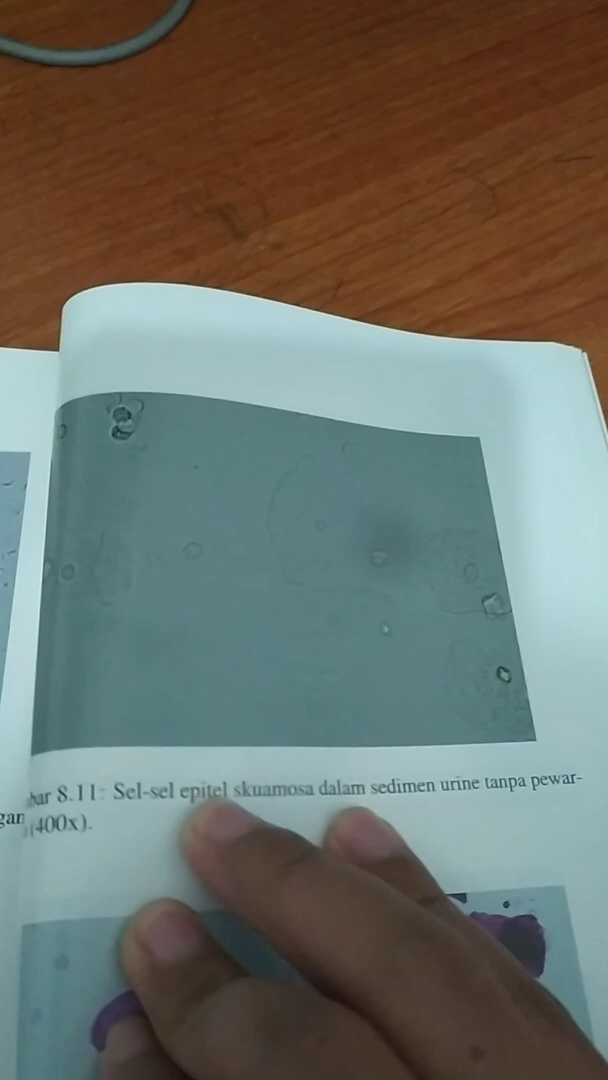 bar 8.11: Sel-sel epitel skuamosa dalam sedimen urine tanpa pewar-
gan (400x).